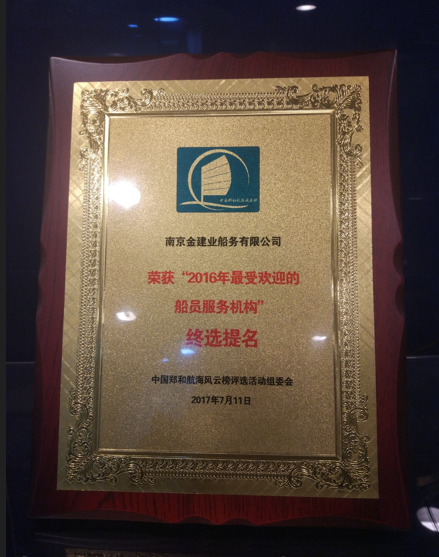 南京金建业船务有限公司
荣获“2016年最受欢迎的
船员服务机构”
终选提名
中国郑和航海风云榜评选活动组委会
2017年7月11日